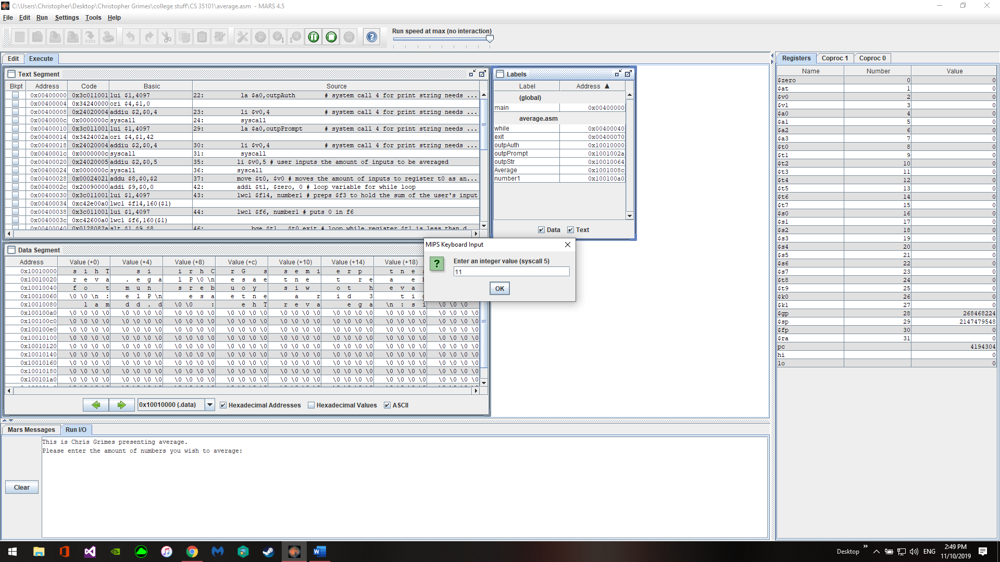 C:\Users\Christopher\Desktop\Christopher Grimes\college stuff\CS 35101\average.asm - MARS 4.5
File Edit Run Settings Tools Help
Run speed at max (no interaction)
Edit Execute
Text Segment
Bkpt Address Code Basic Source
0x00400000 0x3c011001 lui $1,4097 22: la $a0,outpAuth # system call 4 for print string needs ...
0x00400004 0x34240000 ori $4,$1,0
0x00400008 0x24020004 addiu $2,$0,4 23: li $v0,4 # system call 4 for print string needs ...
0x0040000c 0x0000000c syscall 24: syscall
0x00400010 0x3c011001 lui $1,4097 29: la $a0,outpPrompt # system call 4 for print string needs ...
0x00400014 0x3424002a ori $4,$1,42
0x00400018 0x24020004 addiu $2,$0,4 30: li $v0,4 # system call 4 for print string needs ...
0x0040001c 0x0000000c syscall 31: syscall
0x00400020 0x24020005 addiu $2,$0,5 35: li $v0,5 # user inputs the amount of inputs to be averaged
0x00400024 0x0000000c syscall 36: syscall
0x00400028 0x00024021 addu $8,$0,$2 37: move $t0, $v0 # moves the amount of inputs to register t0 as an...
0x0040002c 0x20090000 addi $9,$0,0 42: addi $t1, $zero, 0 # loop variable for while loop
0x00400030 0x3c011001 lui $1,4097 43: lwc1 $f14, number1 # preps $f3 to hold the sum of the user's input
0x00400034 0xc42e00a0 lwc1 $f14,160($1)
0x00400038 0x3c011001 lui $1,4097 44: lwc1 $f6, number1 # puts 0 in f6
0x0040003c 0xc42600a0 lwc1 $f6,160($1)
0x00400040 0x0128082a slt $1,$9,$8 46: bge $t1, $t0 exit # loop while register $t1 is less than d
Labels
Label Address ▲
(global)
main 0x00400000
average.asm
while 0x00400040
exit 0x00400070
outpAuth 0x10010000
outpPrompt 0x1001002a
outpStr 0x10010064
Average 0x1001008c
number1 0x100100a0
Data Text
Data Segment
Address Value (+0) Value (+4) Value (+8) Value (+c) Value (+10) Value (+14) Value (+18)
0x10010000 s i h T s i i r h C r G s s e m i e r p t n e s
0x10010020 r e v a . e g a l P \0 \n e s a e t n e t r e a e h
0x10010040 f o t m u n s r e b u o y s i w o t h e v a
0x10010060 \0 \0 \n : e l P \n e s a e t n e a r i d 3 t i g
0x10010080 l a m d d . d \0 \0 : e h T r e v a e g a \n : s i \0 \0 \0
0x100100a0 \0 \0 \0 \0 \0 \0 \0 \0 \0 \0 \0 \0 \0 \0 \0 \0 \0 \0 \0 \0 \0 \0 \0 \0 \0 \0 \0 \0 \0 \0 \0 \0
0x100100c0 \0 \0 \0 \0 \0 \0 \0 \0 \0 \0 \0 \0 \0 \0 \0 \0 \0 \0 \0 \0 \0 \0 \0 \0 \0 \0 \0 \0 \0 \0 \0 \0
0x100100e0 \0 \0 \0 \0 \0 \0 \0 \0 \0 \0 \0 \0 \0 \0 \0 \0 \0 \0 \0 \0 \0 \0 \0 \0 \0 \0 \0 \0 \0 \0 \0 \0
0x10010100 \0 \0 \0 \0 \0 \0 \0 \0 \0 \0 \0 \0 \0 \0 \0 \0 \0 \0 \0 \0 \0 \0 \0 \0 \0 \0 \0 \0 \0 \0 \0 \0
0x10010120 \0 \0 \0 \0 \0 \0 \0 \0 \0 \0 \0 \0 \0 \0 \0 \0 \0 \0 \0 \0 \0 \0 \0 \0 \0 \0 \0 \0 \0 \0 \0 \0
0x10010140 \0 \0 \0 \0 \0 \0 \0 \0 \0 \0 \0 \0 \0 \0 \0 \0 \0 \0 \0 \0 \0 \0 \0 \0 \0 \0 \0 \0 \0 \0 \0 \0
0x10010160 \0 \0 \0 \0 \0 \0 \0 \0 \0 \0 \0 \0 \0 \0 \0 \0 \0 \0 \0 \0 \0 \0 \0 \0 \0 \0 \0 \0 \0 \0 \0 \0
0x10010180 \0 \0 \0 \0 \0 \0 \0 \0 \0 \0 \0 \0 \0 \0 \0 \0 \0 \0 \0 \0 \0 \0 \0 \0 \0 \0 \0 \0 \0 \0 \0 \0
0x100101a0 \0 \0 \0 \0 \0 \0 \0 \0 \0 \0 \0 \0 \0 \0 \0 \0 \0 \0 \0 \0 \0 \0 \0 \0 \0 \0 \0 \0 \0 \0 \0 \0
0x10010000 (.data) Hexadecimal Addresses Hexadecimal Values ASCII
MIPS Keyboard Input
Enter an integer value (syscall 5)
11
OK
Registers Coproc 1 Coproc 0
Name Number Value
$zero 0 0
$at 1 0
$v0 2 0
$v1 3 0
$a0 4 0
$a1 5 0
$a2 6 0
$a3 7 0
$t0 8 0
$t1 9 0
$t2 10 0
$t3 11 0
$t4 12 0
$t5 13 0
$t6 14 0
$t7 15 0
$s0 16 0
$s1 17 0
$s2 18 0
$s3 19 0
$s4 20 0
$s5 21 0
$s6 22 0
$s7 23 0
$t8 24 0
$t9 25 0
$k0 26 0
$k1 27 0
$gp 28 268468224
$sp 29 2147479548
$fp 30 0
$ra 31 0
pc 4194304
hi 0
lo 0
Mars Messages Run I/O
This is Chris Grimes presenting average.
Please enter the amount of numbers you wish to average:
Clear
Desktop ENG 2:49 PM
11/10/2019